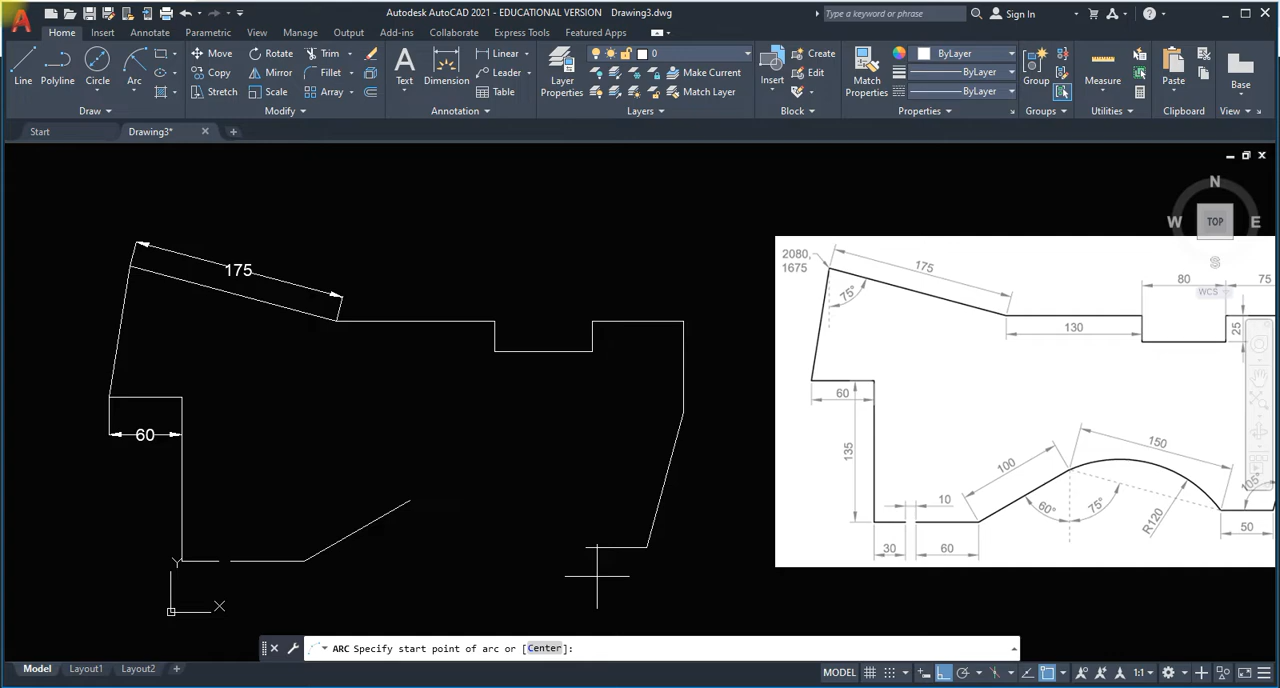 Autodesk AutoCAD 2021 - EDUCATIONAL VERSION Drawing3.dwg
Type a keyword or phrase
Sign In
Home Insert Annotate Parametric View Manage Output Add-ins Collaborate Express Tools Featured Apps
Line Polyline Circle Arc
Move Rotate Trim
Copy Mirror Fillet
Stretch Scale Array
Text Dimension
Linear
Leader
Table
Layer Properties
0
Make Current
Match Layer
Insert
Create
Edit
Match Properties
ByLayer
ByLayer
ByLayer
Group
Measure
Paste
Base
Draw Modify Annotation Layers Block Properties Groups Utilities Clipboard View
Start Drawing3*
N
W TOP E
S
WCS
175
60
Y
X
2080,
1675
175
75°
80 75
130
25
60
135
100
150
10
60° 75°
105°
R120
30 60
50
ARC Specify start point of arc or [Center]:
Model Layout1 Layout2
MODEL
1:1